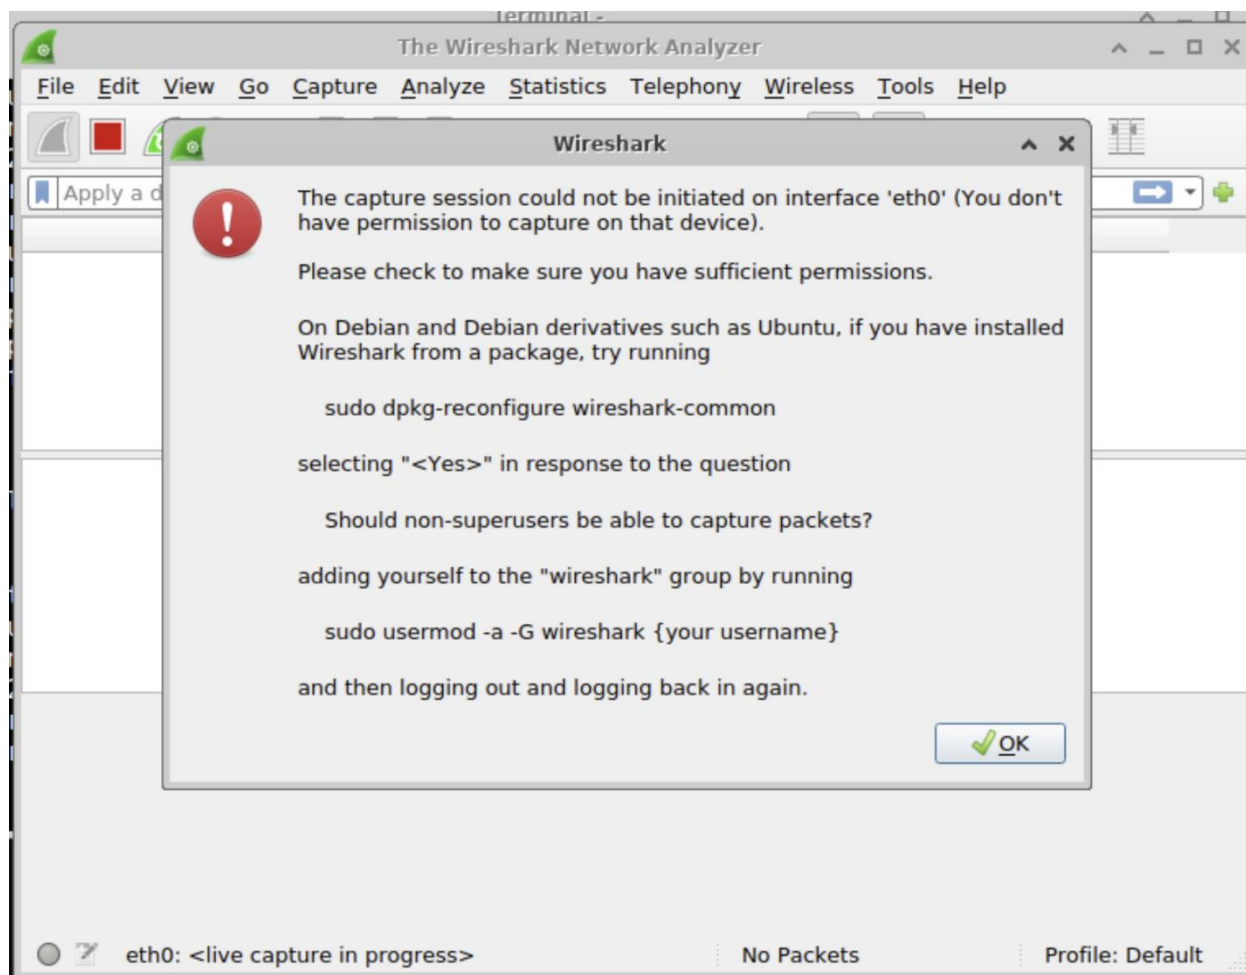 Terminal -
The Wireshark Network Analyzer
File Edit View Go Capture Analyze Statistics Telephony Wireless Tools Help
Wireshark
Apply a d
The capture session could not be initiated on interface 'eth0' (You don't
have permission to capture on that device).
Please check to make sure you have sufficient permissions.
On Debian and Debian derivatives such as Ubuntu, if you have installed
Wireshark from a package, try running
sudo dpkg-reconfigure wireshark-common
selecting "<Yes>" in response to the question
Should non-superusers be able to capture packets?
adding yourself to the "wireshark" group by running
sudo usermod -a -G wireshark {your username}
and then logging out and logging back in again.
OK
eth0: <live capture in progress> No Packets Profile: Default